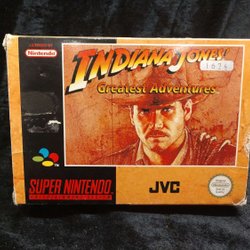 Nintendo
INDIANA JONES'
1624
Greatest Adventures
SUPER NINTENDO
ENTERTAINMENT SYSTEM
JVC